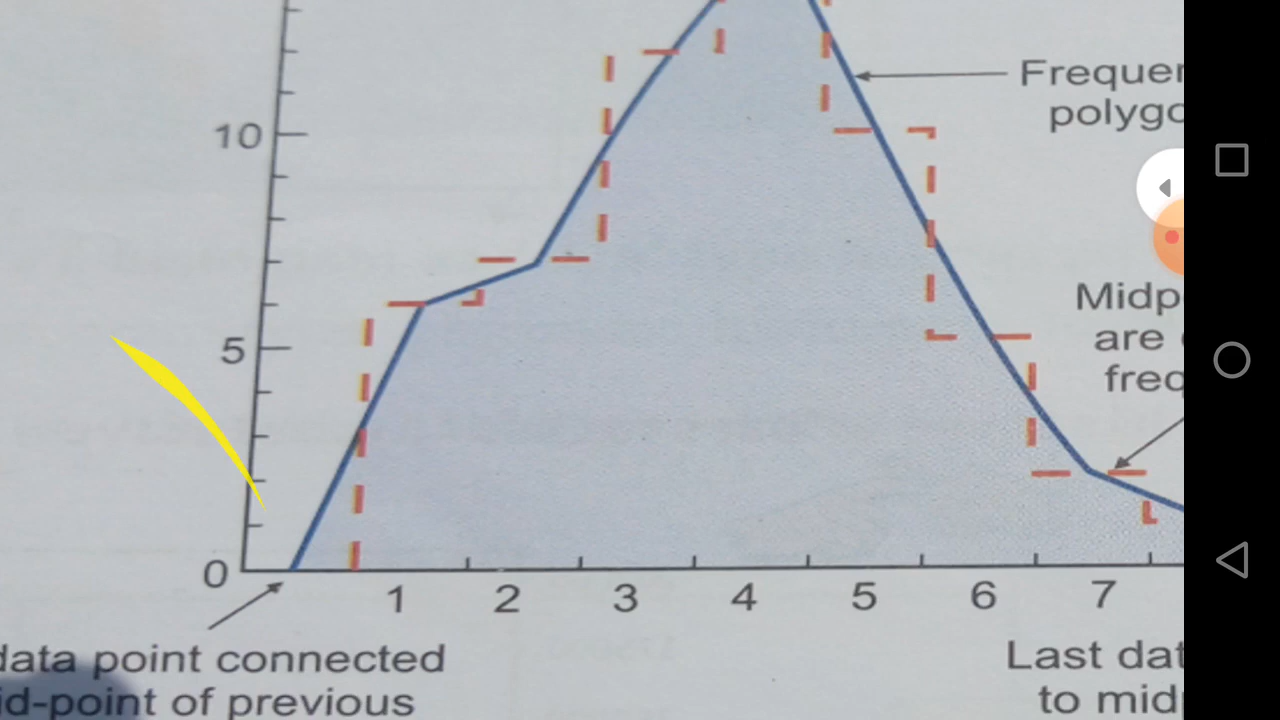 Frequen
polygo
10
Midp
are
freq
5
0
1 2 3 4 5 6 7
data point connected
id-point of previous
Last dat
to midp